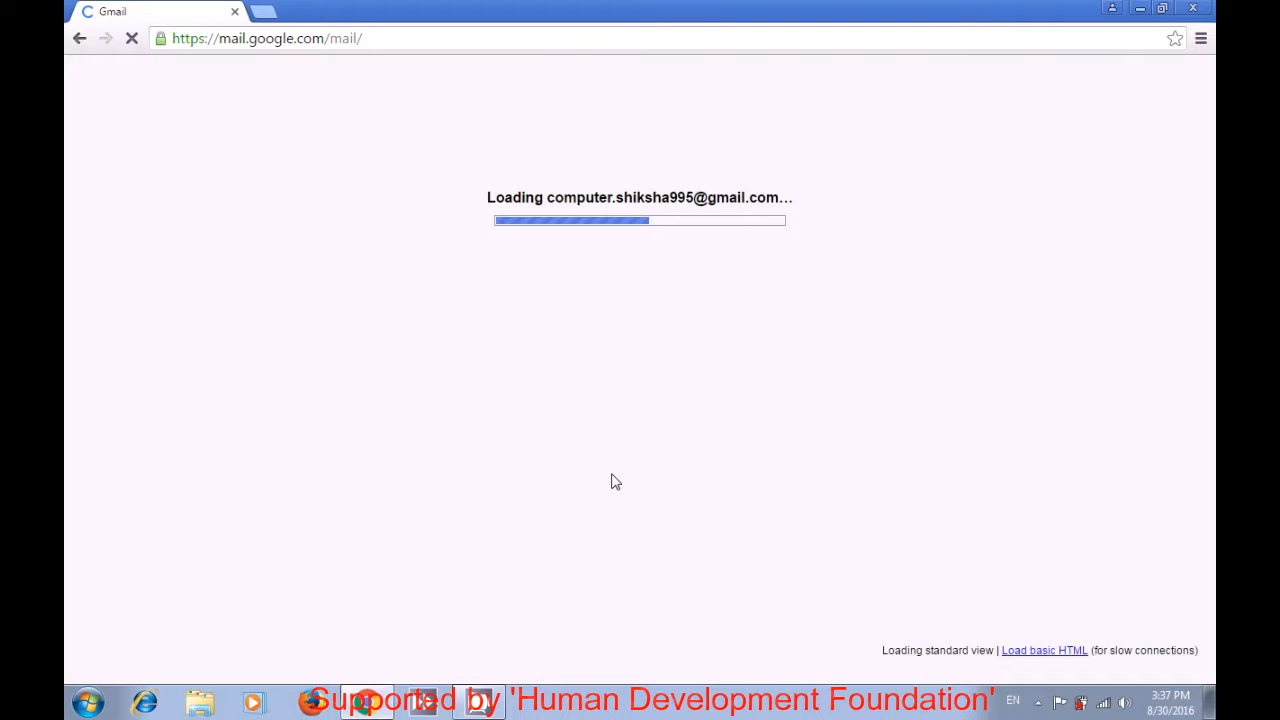 Gmail
https://mail.google.com/mail/
Loading computer.shiksha995@gmail.com...
Loading standard view | Load basic HTML (for slow connections)
Supported by 'Human Development Foundation'
EN
3:37 PM
8/30/2016